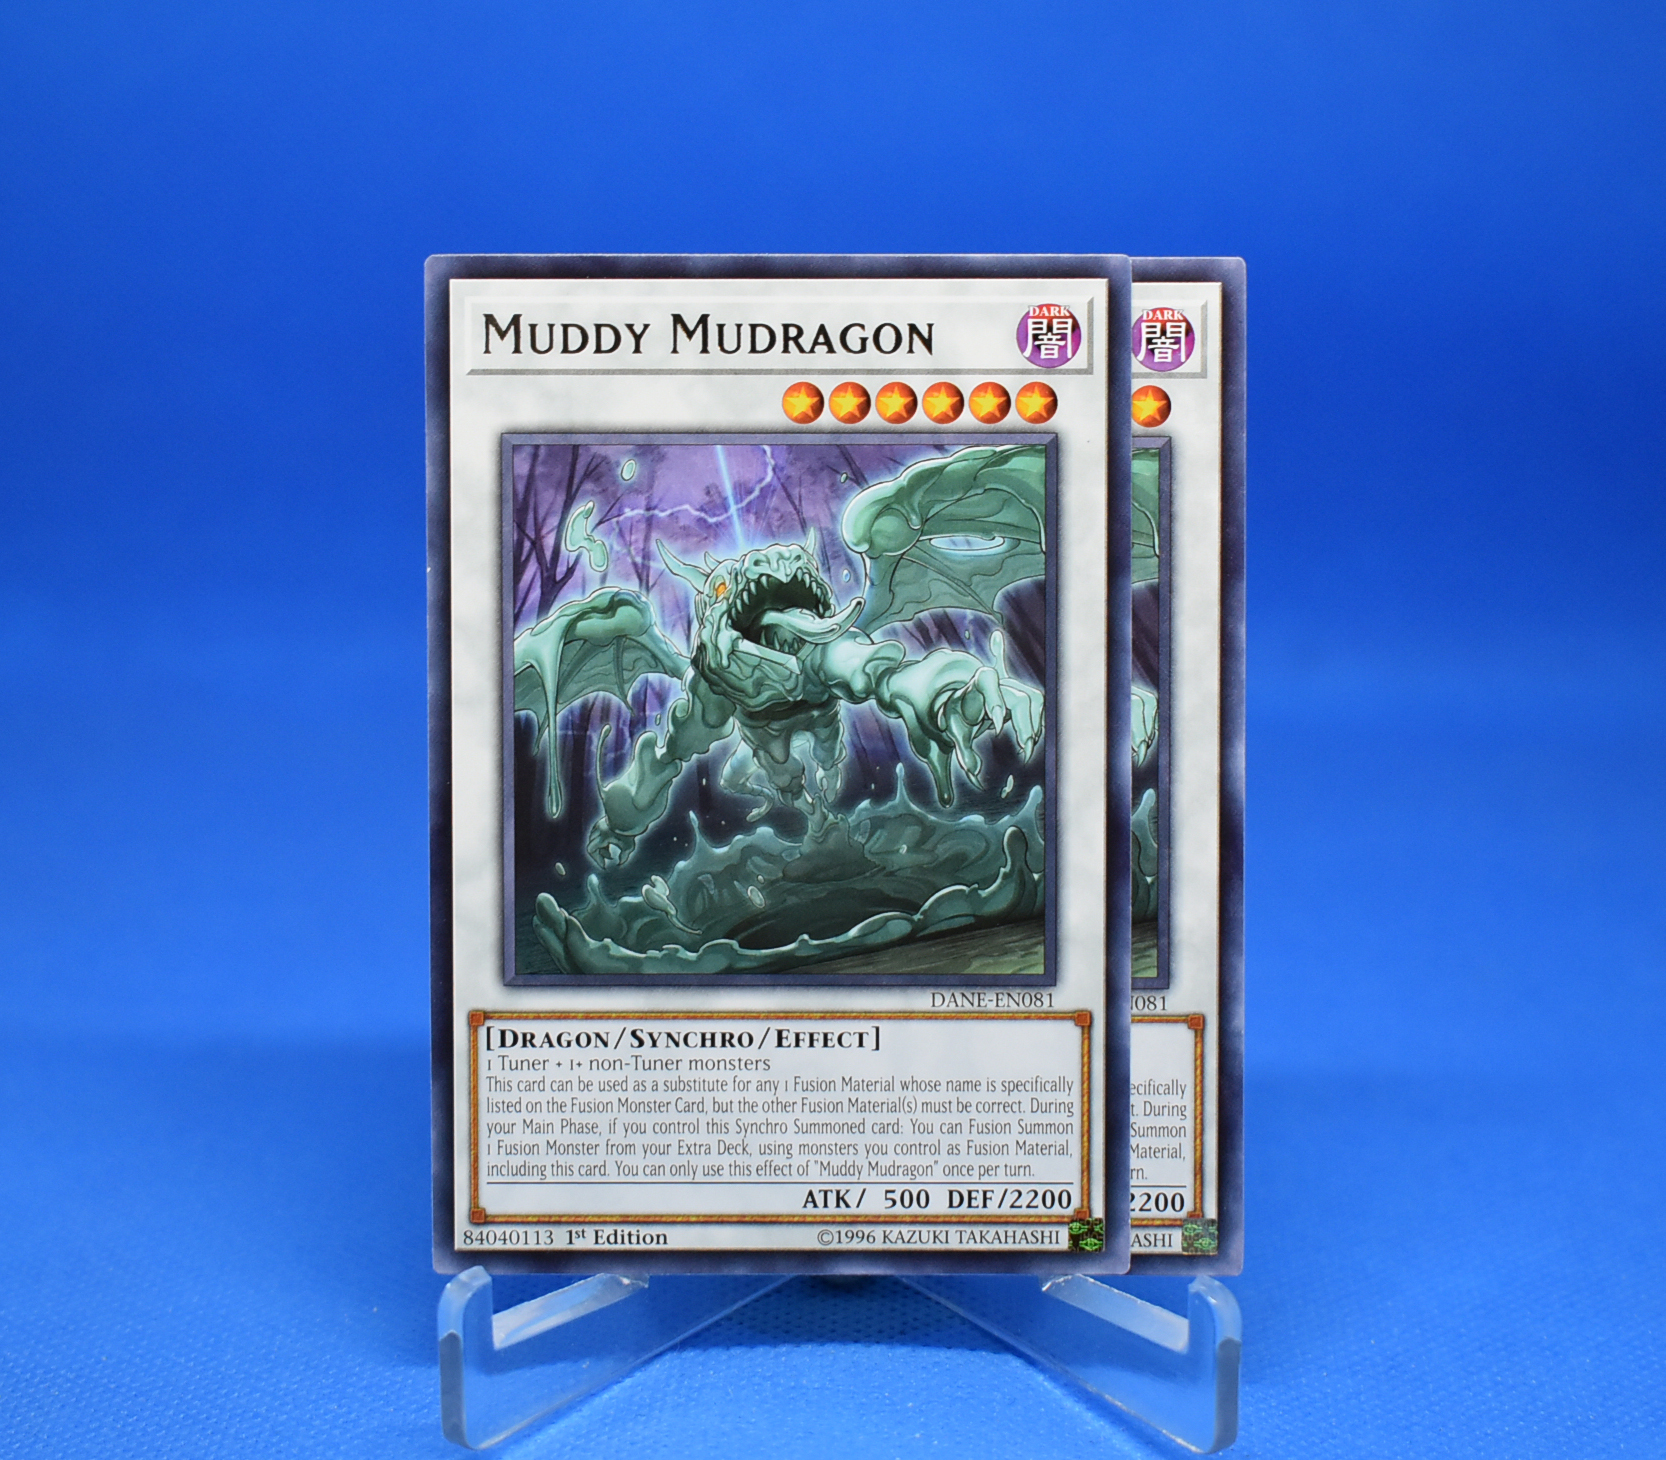 MUDDY MUDRAGON
DARK
闇
DANE-EN081
[DRAGON/SYNCHRO/EFFECT]
1 Tuner + 1+ non-Tuner monsters
This card can be used as a substitute for any 1 Fusion Material whose name is specifically
listed on the Fusion Monster Card, but the other Fusion Material(s) must be correct. During
your Main Phase, if you control this Synchro Summoned card: You can Fusion Summon
1 Fusion Monster from your Extra Deck, using monsters you control as Fusion Material,
including this card. You can only use this effect of "Muddy Mudragon" once per turn.
ATK/ 500 DEF/2200
84040113 1st Edition ©1996 KAZUKI TAKAHASHI
DARK
闇
N081
ecifically
t. During
Summon
Material,
rn.
2200
ASHI